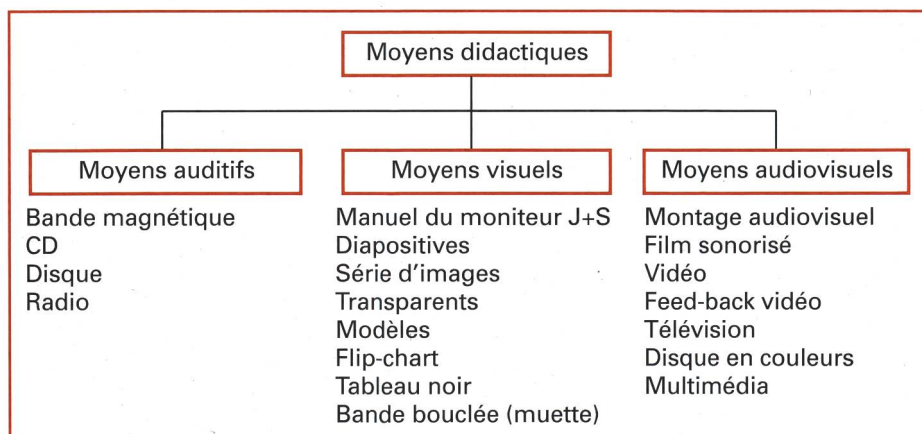 Moyens didactiques
Moyens auditifs
Bande magnétique
CD
Disque
Radio
Moyens visuels
Manuel du moniteur J+S
Diapositives
Série d'images
Transparents
Modèles
Flip-chart
Tableau noir
Bande bouclée (muette)
Moyens audiovisuels
Montage audiovisuel
Film sonorisé
Vidéo
Feed-back vidéo
Télévision
Disque en couleurs
Multimédia